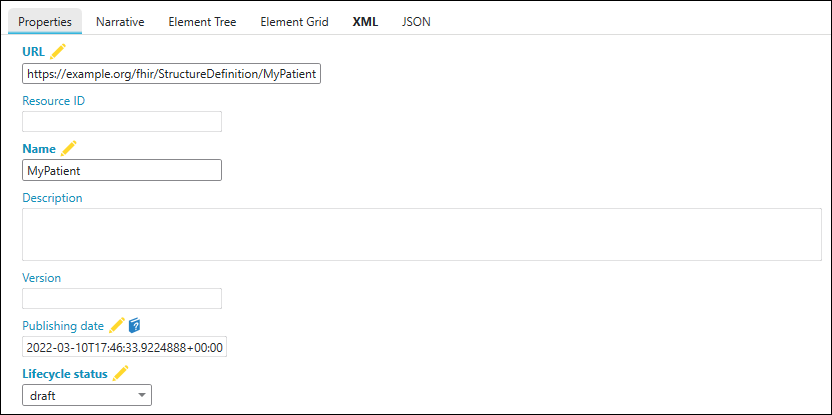 Properties Narrative Element Tree Element Grid XML JSON
URL
https://example.org/fhir/StructureDefinition/MyPatient
Resource ID
Name
MyPatient
Description
Version
Publishing date ?
2022-03-10T17:46:33.9224888+00:00
Lifecycle status
draft